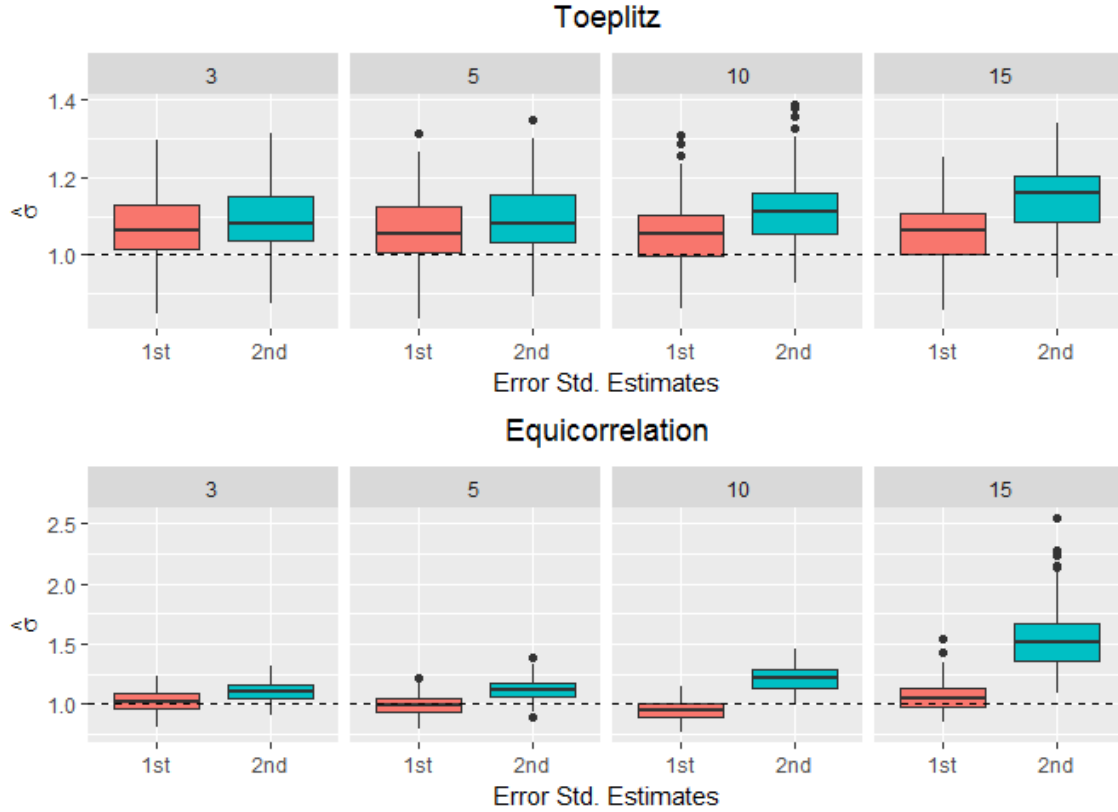 Toeplitz
3 5 10 15
1.4
1.2
1.0
σ̂
1st 2nd 1st 2nd 1st 2nd 1st 2nd
Error Std. Estimates
Equicorrelation
3 5 10 15
2.5
2.0
1.5
1.0
σ̂
1st 2nd 1st 2nd 1st 2nd 1st 2nd
Error Std. Estimates